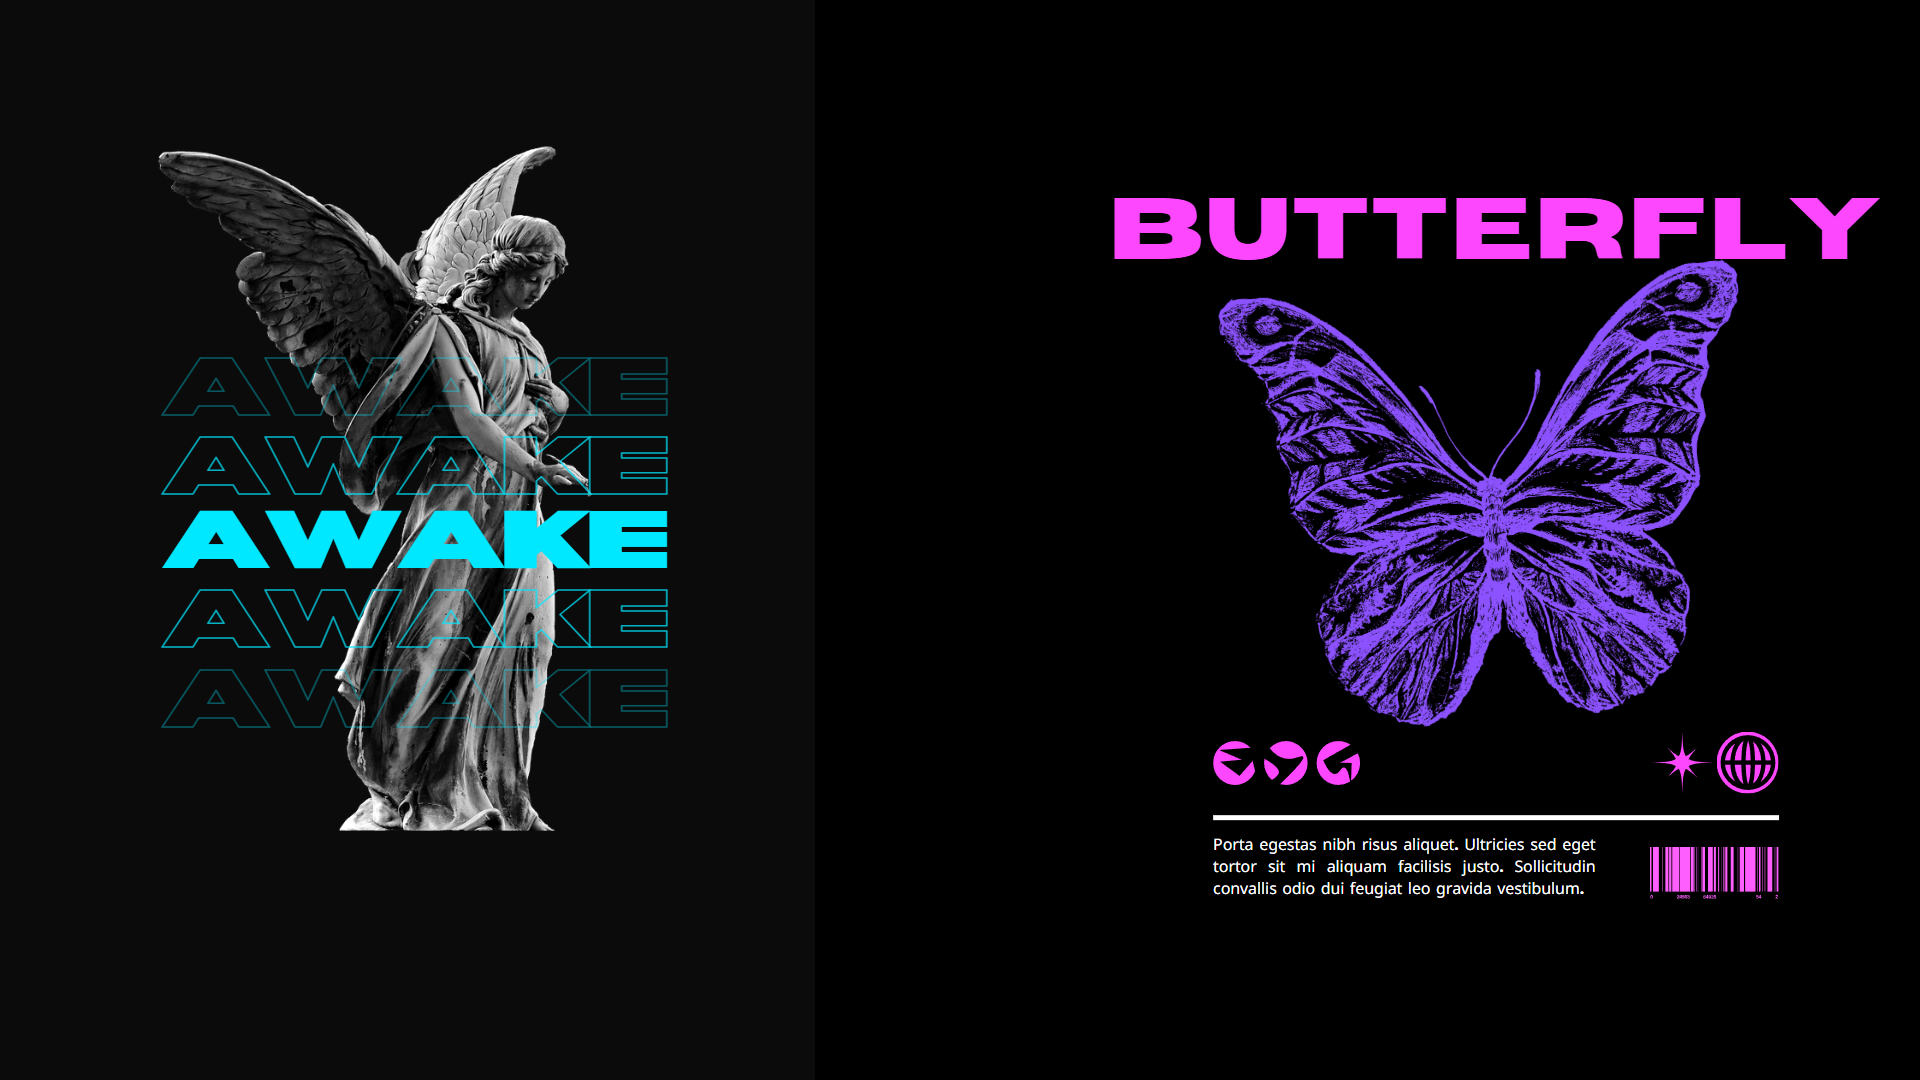 AWAKE
AWAKE
AWAKE
AWAKE
AWAKE
BUTTERFLY
Porta egestas nibh risus aliquet. Ultricies sed eget
tortor sit mi aliquam facilisis justo. Sollicitudin
convallis odio dui feugiat leo gravida vestibulum.